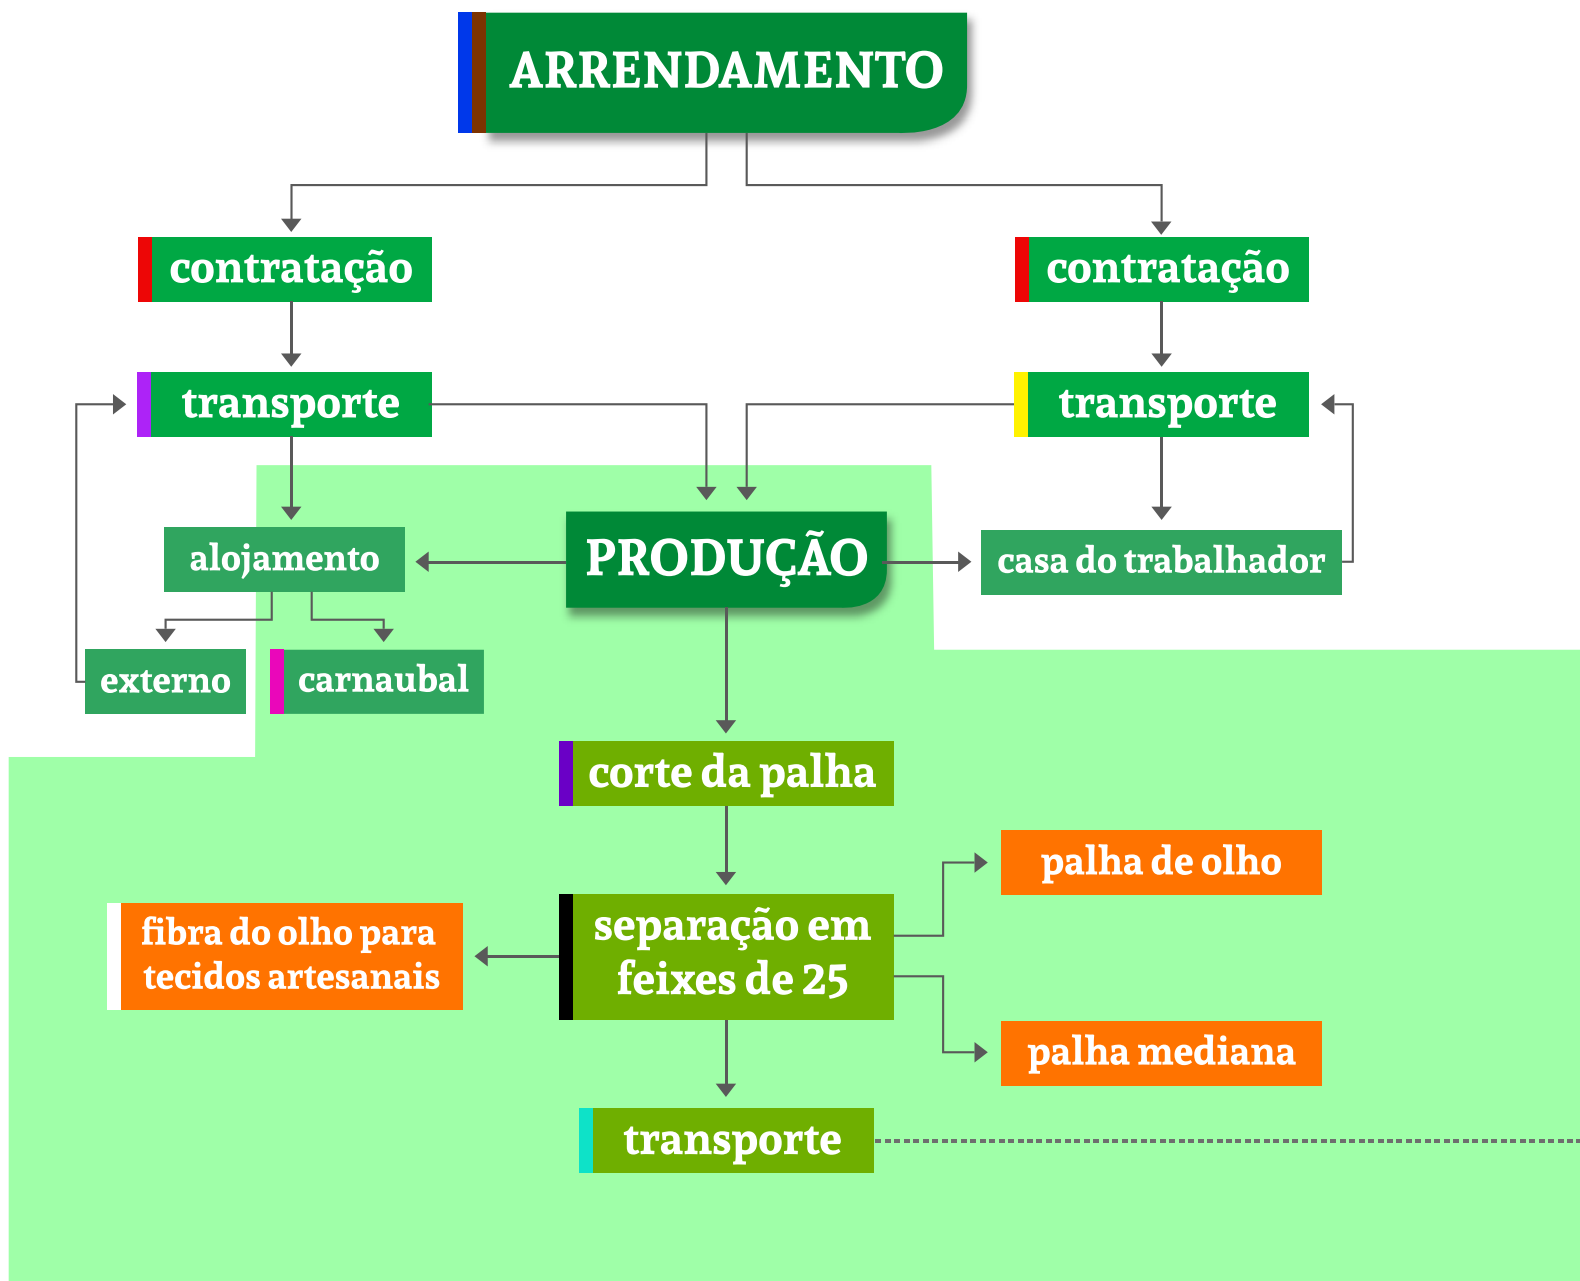 ARRENDAMENTO
contratação
contratação
transporte
transporte
PRODUÇÃO
alojamento
casa do trabalhador
externo
carnaubal
corte da palha
palha de olho
fibra do olho para
tecidos artesanais
separação em
feixes de 25
palha mediana
transporte